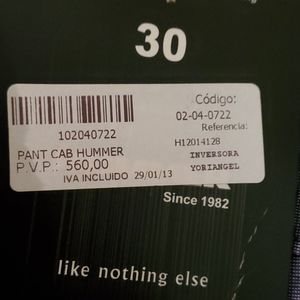 30
Código:
02-04-0722
102040722
Referencia:
H12014128
PANT CAB HUMMER
INVERSORA
P.V.P.: 560,00
YORIANGEL
IVA INCLUIDO 29/01/13
Since 1982
like nothing else